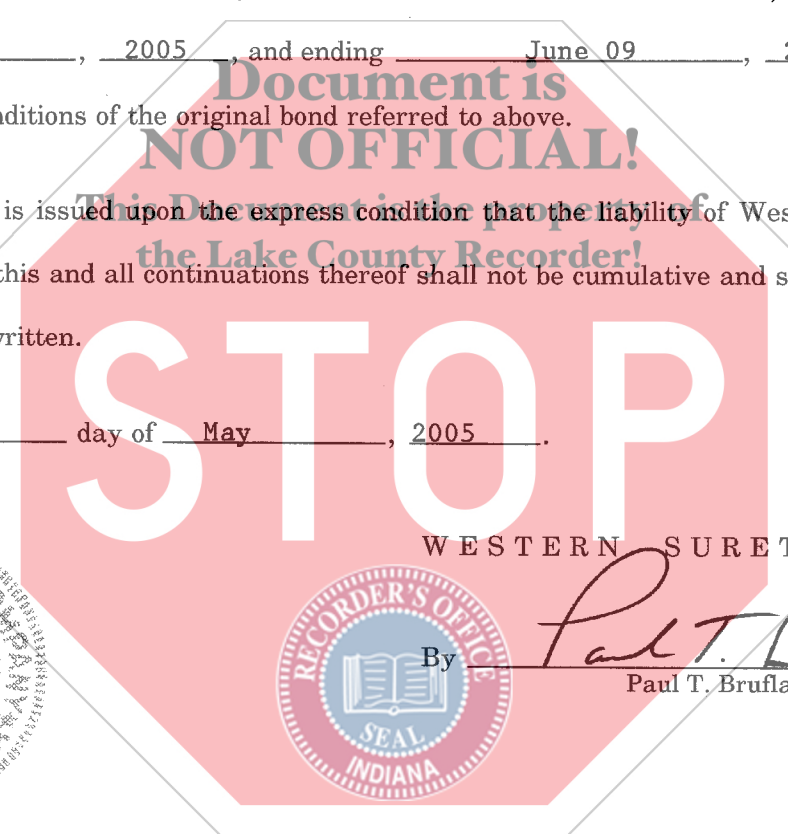 , 2005, and ending June 09,
Document is
nditions of the original bond referred to above.
NOT OFFICIAL!
is issued upon the express condition that the liability of Wes
This Document is the property of
the Lake County Recorder!
this and all continuations thereof shall not be cumulative and s
written.
STOP
day of May, 2005.
WESTERN SURET
RECORDER'S OFFICE
By Paul T.
Paul T. Brufla
SEAL
INDIANA